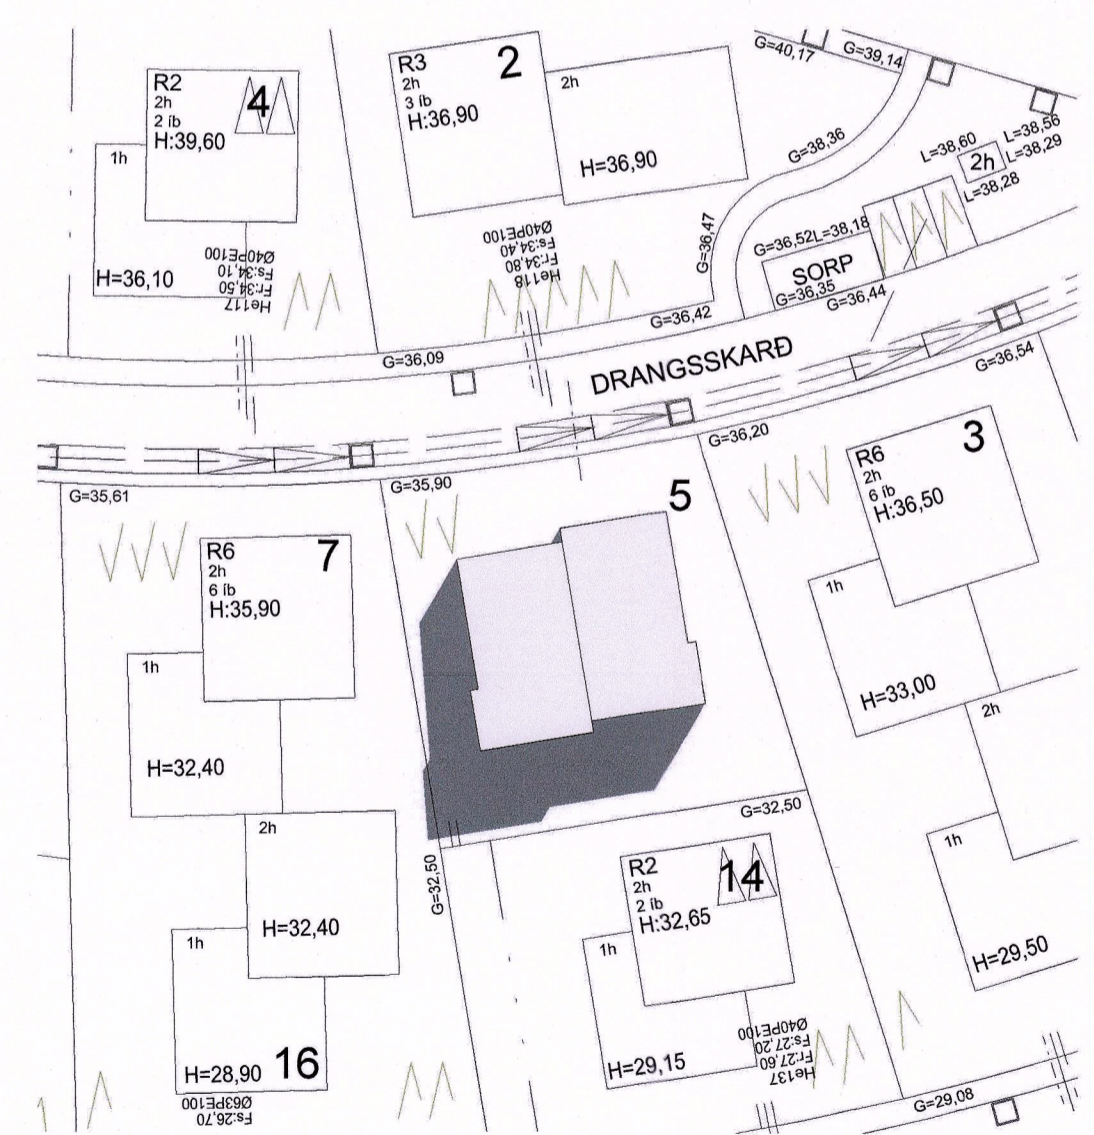 R2
2h
2 íb
H:39,60
4
1h
H=36,10
Ø40PE100
Fs:34,10
Fr:34,50
He117
R3
2h
3 íb
H:36,90
2
2h
H=36,90
Ø40PE100
Fs:34,40
Fr:34,80
He118
G=40,17
G=39,14
G=38,36
G=36,47
L=38,60
2h
L=38,56
L=38,29
L=38,28
G=36,52
L=38,18
SORP
G=36,35
G=36,44
G=36,42
G=36,09
DRANGSSKARÐ
G=36,54
G=36,20
G=35,90
G=35,61
R6
2h
6 íb
H:35,90
7
1h
H=32,40
2h
H=32,40
1h
H=28,90
16
Ø63PE100
Fs:26,70
5
R6
2h
6 íb
H:36,50
3
1h
H=33,00
2h
1h
H=29,50
G=32,50
G=32,50
R2
2h
2 íb
H:32,65
14
1h
H=29,15
Ø40PE100
Fs:27,20
Fr:27,60
He137
G=29,08